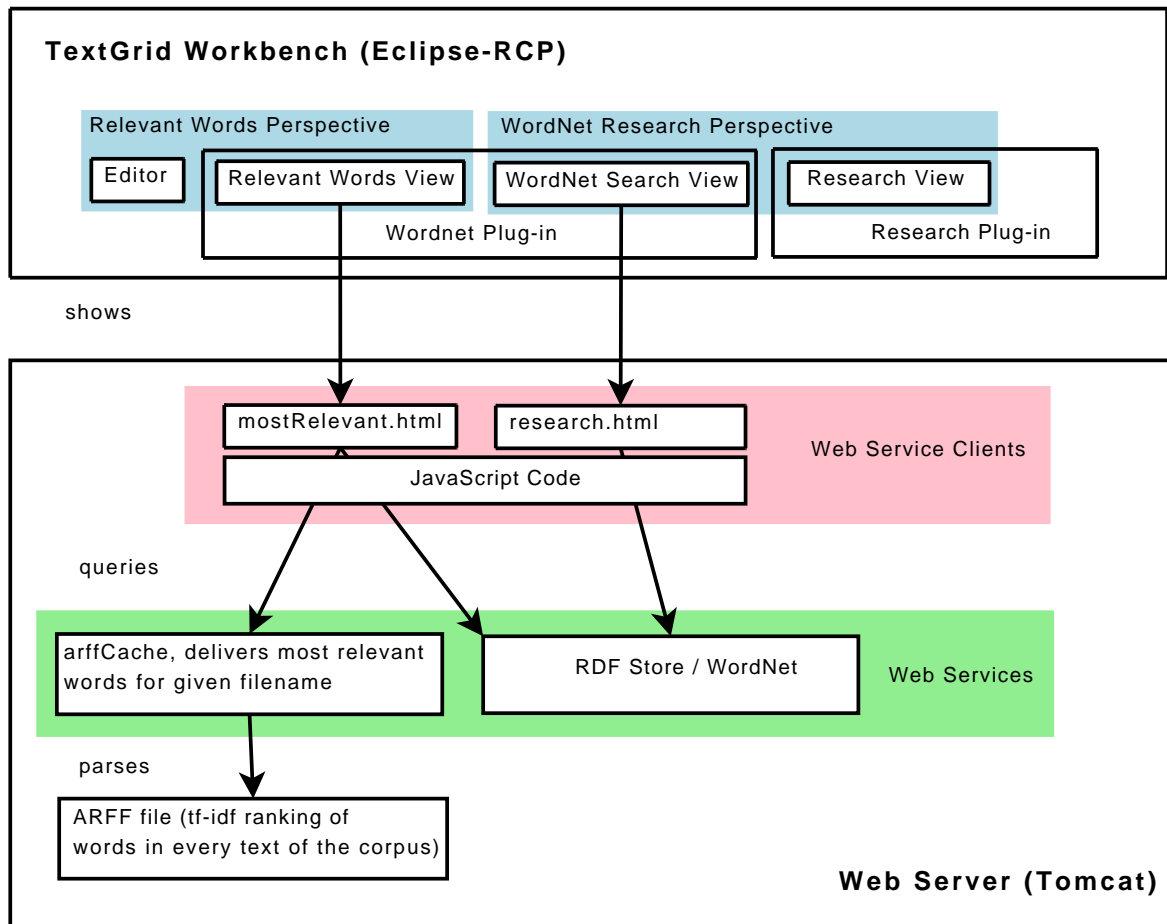 TextGrid Workbench (Eclipse-RCP)
Relevant Words Perspective
WordNet Research Perspective
Editor
Relevant Words View
WordNet Search View
Research View
Wordnet Plug-in
Research Plug-in
shows
mostRelevant.html
research.html
Web Service Clients
JavaScript Code
queries
arffCache, delivers most relevant
words for given filename
RDF Store / WordNet
Web Services
parses
ARFF file (tf-idf ranking of
words in every text of the corpus)
Web Server (Tomcat)